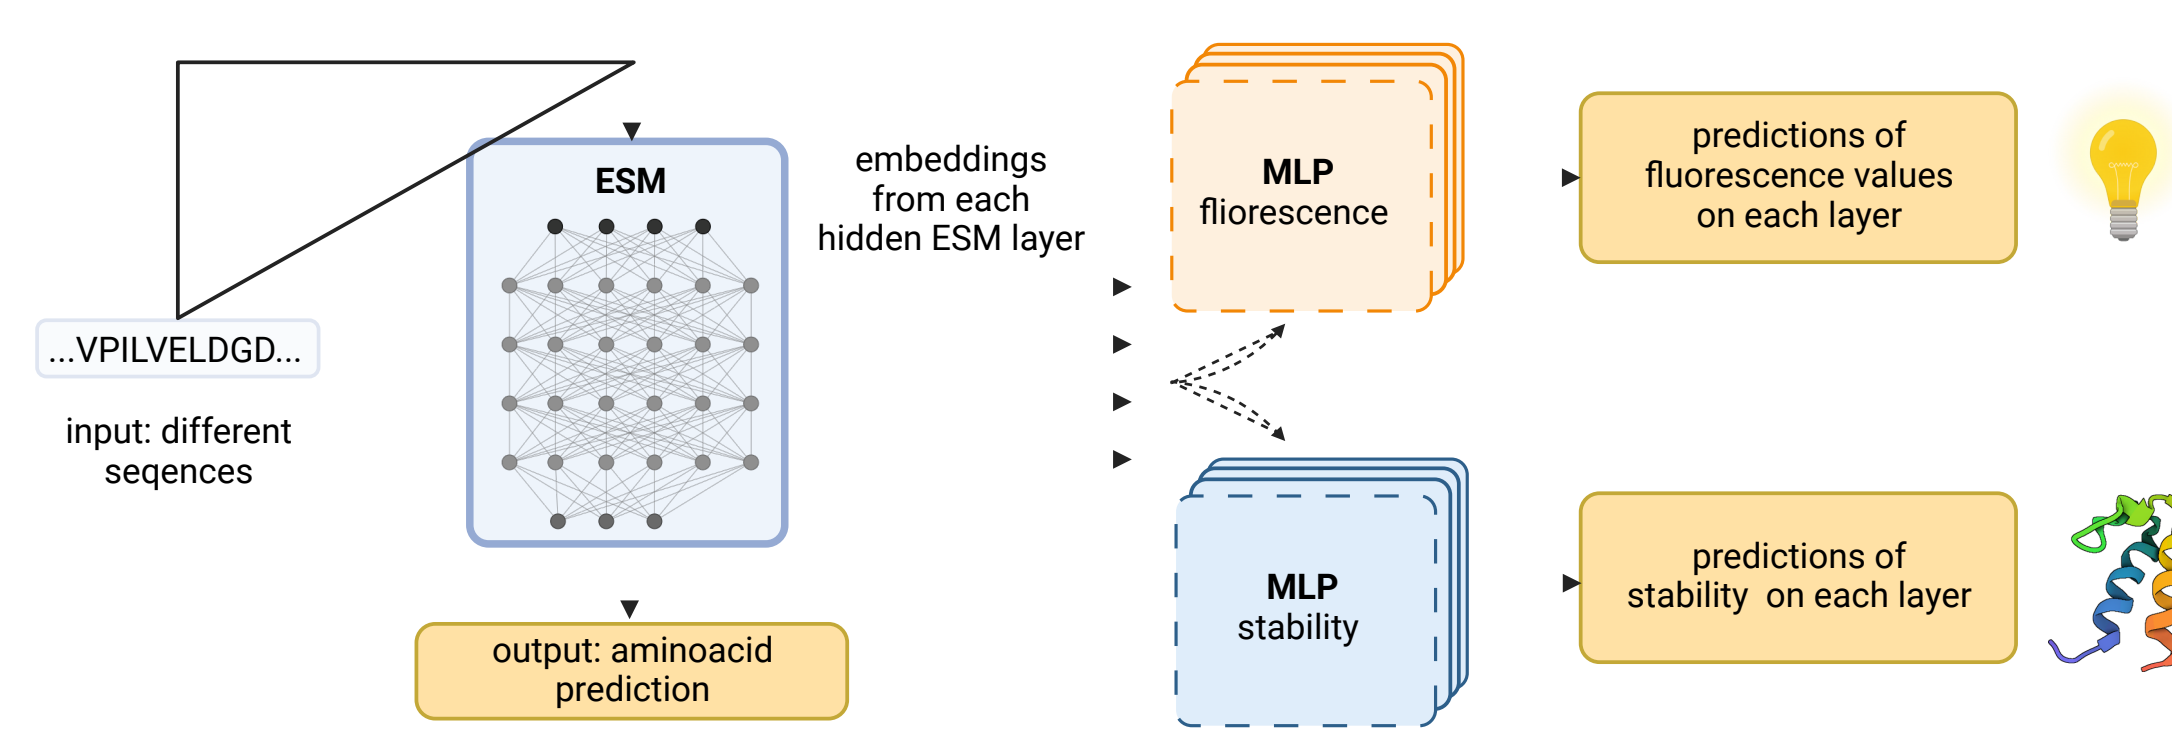 ...VPILVELDGD...
input: different
seqences
ESM
output: aminoacid
prediction
embeddings
from each
hidden ESM layer
MLP
fliorescence
MLP
stability
predictions of
fluorescence values
on each layer
predictions of
stability  on each layer